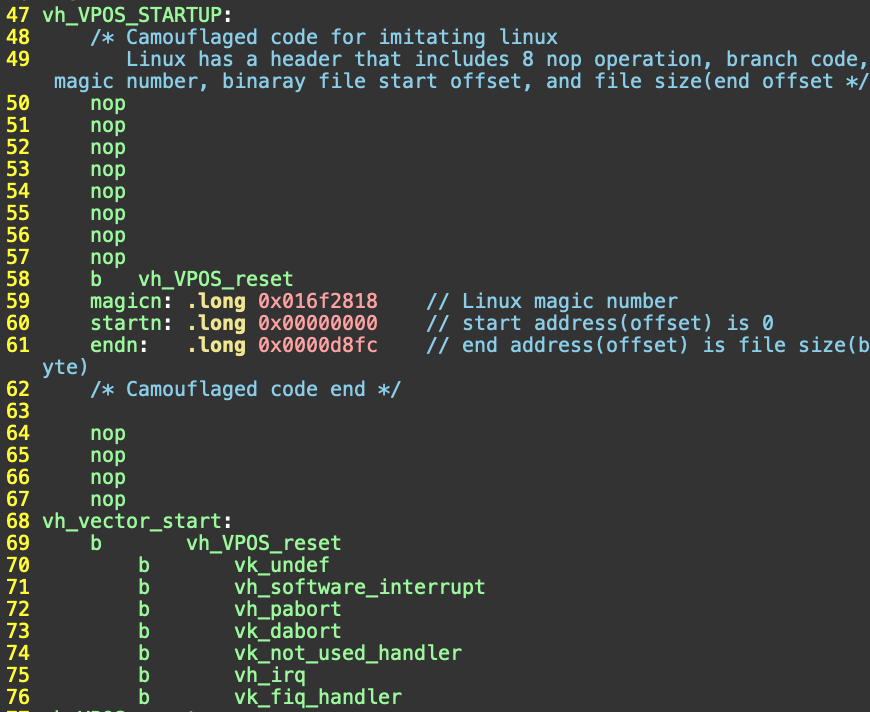 47 vh_VPOS_STARTUP:
48     /* Camouflaged code for imitating linux
49        Linux has a header that includes 8 nop operation, branch code,
magic number, binaray file start offset, and file size(end offset */
50     nop
51     nop
52     nop
53     nop
54     nop
55     nop
56     nop
57     nop
58     b   vh_VPOS_reset
59     magicn: .long 0x016f2818    // Linux magic number
60     startn: .long 0x00000000    // start address(offset) is 0
61     endn:   .long 0x0000d8fc    // end address(offset) is file size(b
yte)
62     /* Camouflaged code end */
63
64     nop
65     nop
66     nop
67     nop
68 vh_vector_start:
69     b       vh_VPOS_reset
70         b       vk_undef
71         b       vh_software_interrupt
72         b       vh_pabort
73         b       vk_dabort
74         b       vk_not_used_handler
75         b       vh_irq
76         b       vk_fiq_handler